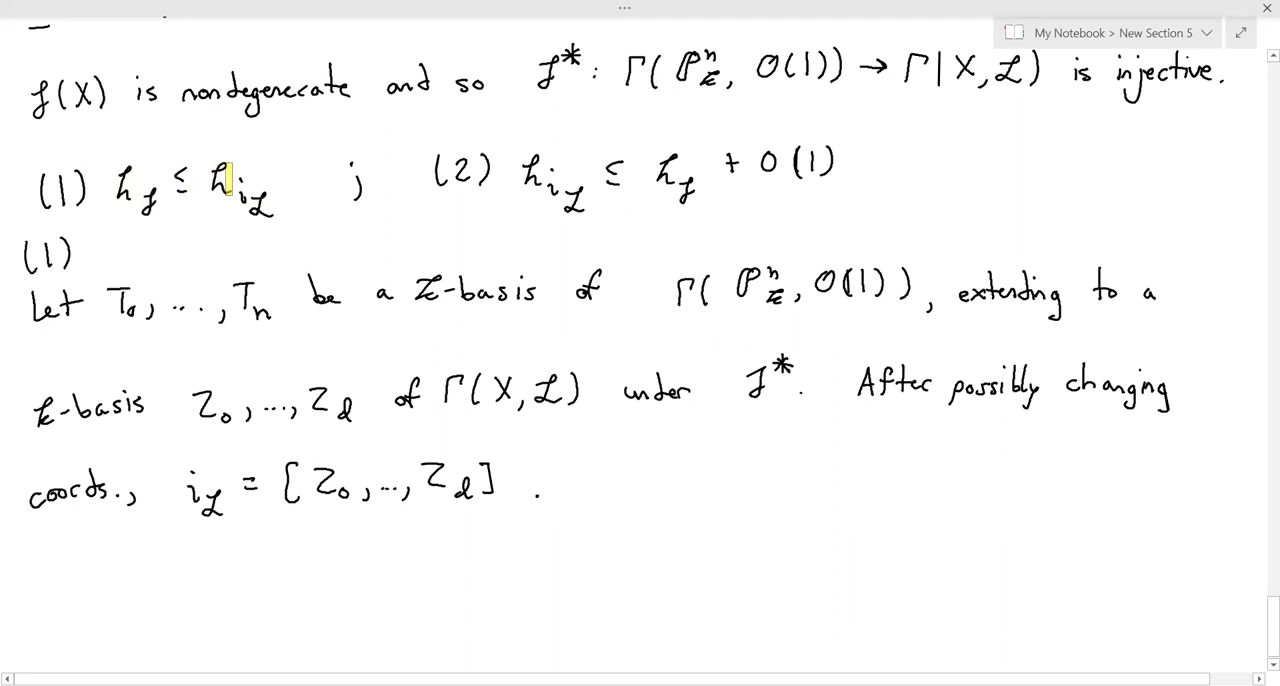 My Notebook > New Section 5
f(X) is nondegenerate and so f* : Γ(ℙⁿ_k, O(1)) → Γ(X, ℒ) is injective.
(1) h_f ≤ h_{i_ℒ} ; (2) h_{i_ℒ} ≤ h_f + O(1)
(1)
Let T₀, ..., Tₙ be a k-basis of Γ(ℙⁿ_k, O(1)), extending to a
k-basis Z₀, ..., Z_d of Γ(X, ℒ) under f*. After possibly changing
coords., i_ℒ = [Z₀, ..., Z_d].